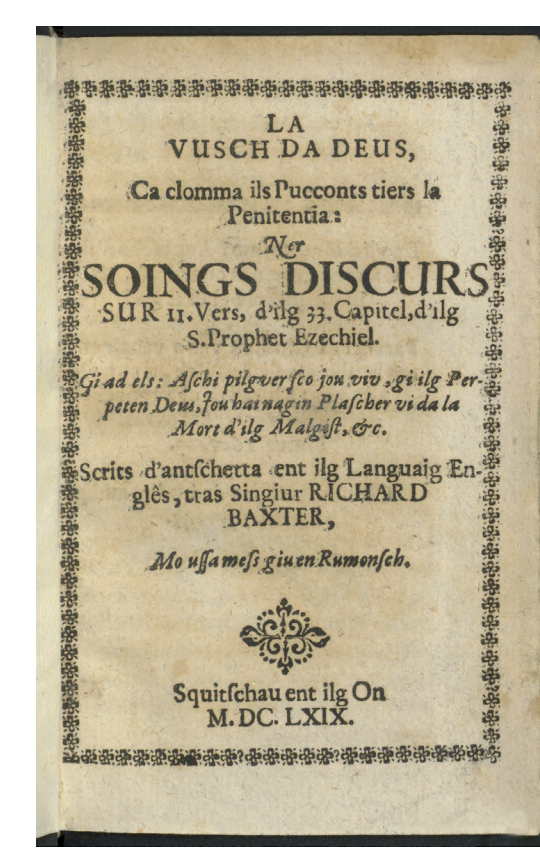 LA
VUSCH DA DEUS,
Ca clomma ils Pucconts tiers la
Penitentia:
Ner
SOINGS DISCURS
SUR 11. Vers, d'ilg 33. Capitel, d'ilg
S. Prophet Ezechiel.
Gi ad els: Aſchi pilgver ſco jou viv, gi ilg Per-
peten Deus, Jou hai nagin Plaſcher vi da la
Mort d'ilg Malgiſt, &c.
Scrits d'antſchetta ent ilg Languaig En-
glês, tras Singiur RICHARD
BAXTER,
Mo uſſa meſs giu en Rumonſch.
Squitſchau ent ilg On
M. DC. LXIX.